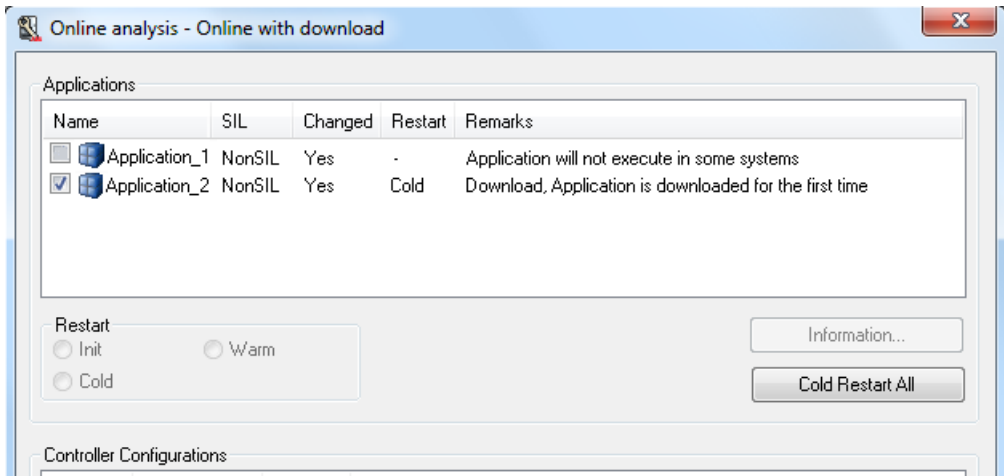 Online analysis - Online with download
Applications
Name SIL Changed Restart Remarks
Application_1 NonSIL Yes - Application will not execute in some systems
Application_2 NonSIL Yes Cold Download, Application is downloaded for the first time
Restart
Init Warm
Cold
Information...
Cold Restart All
Controller Configurations